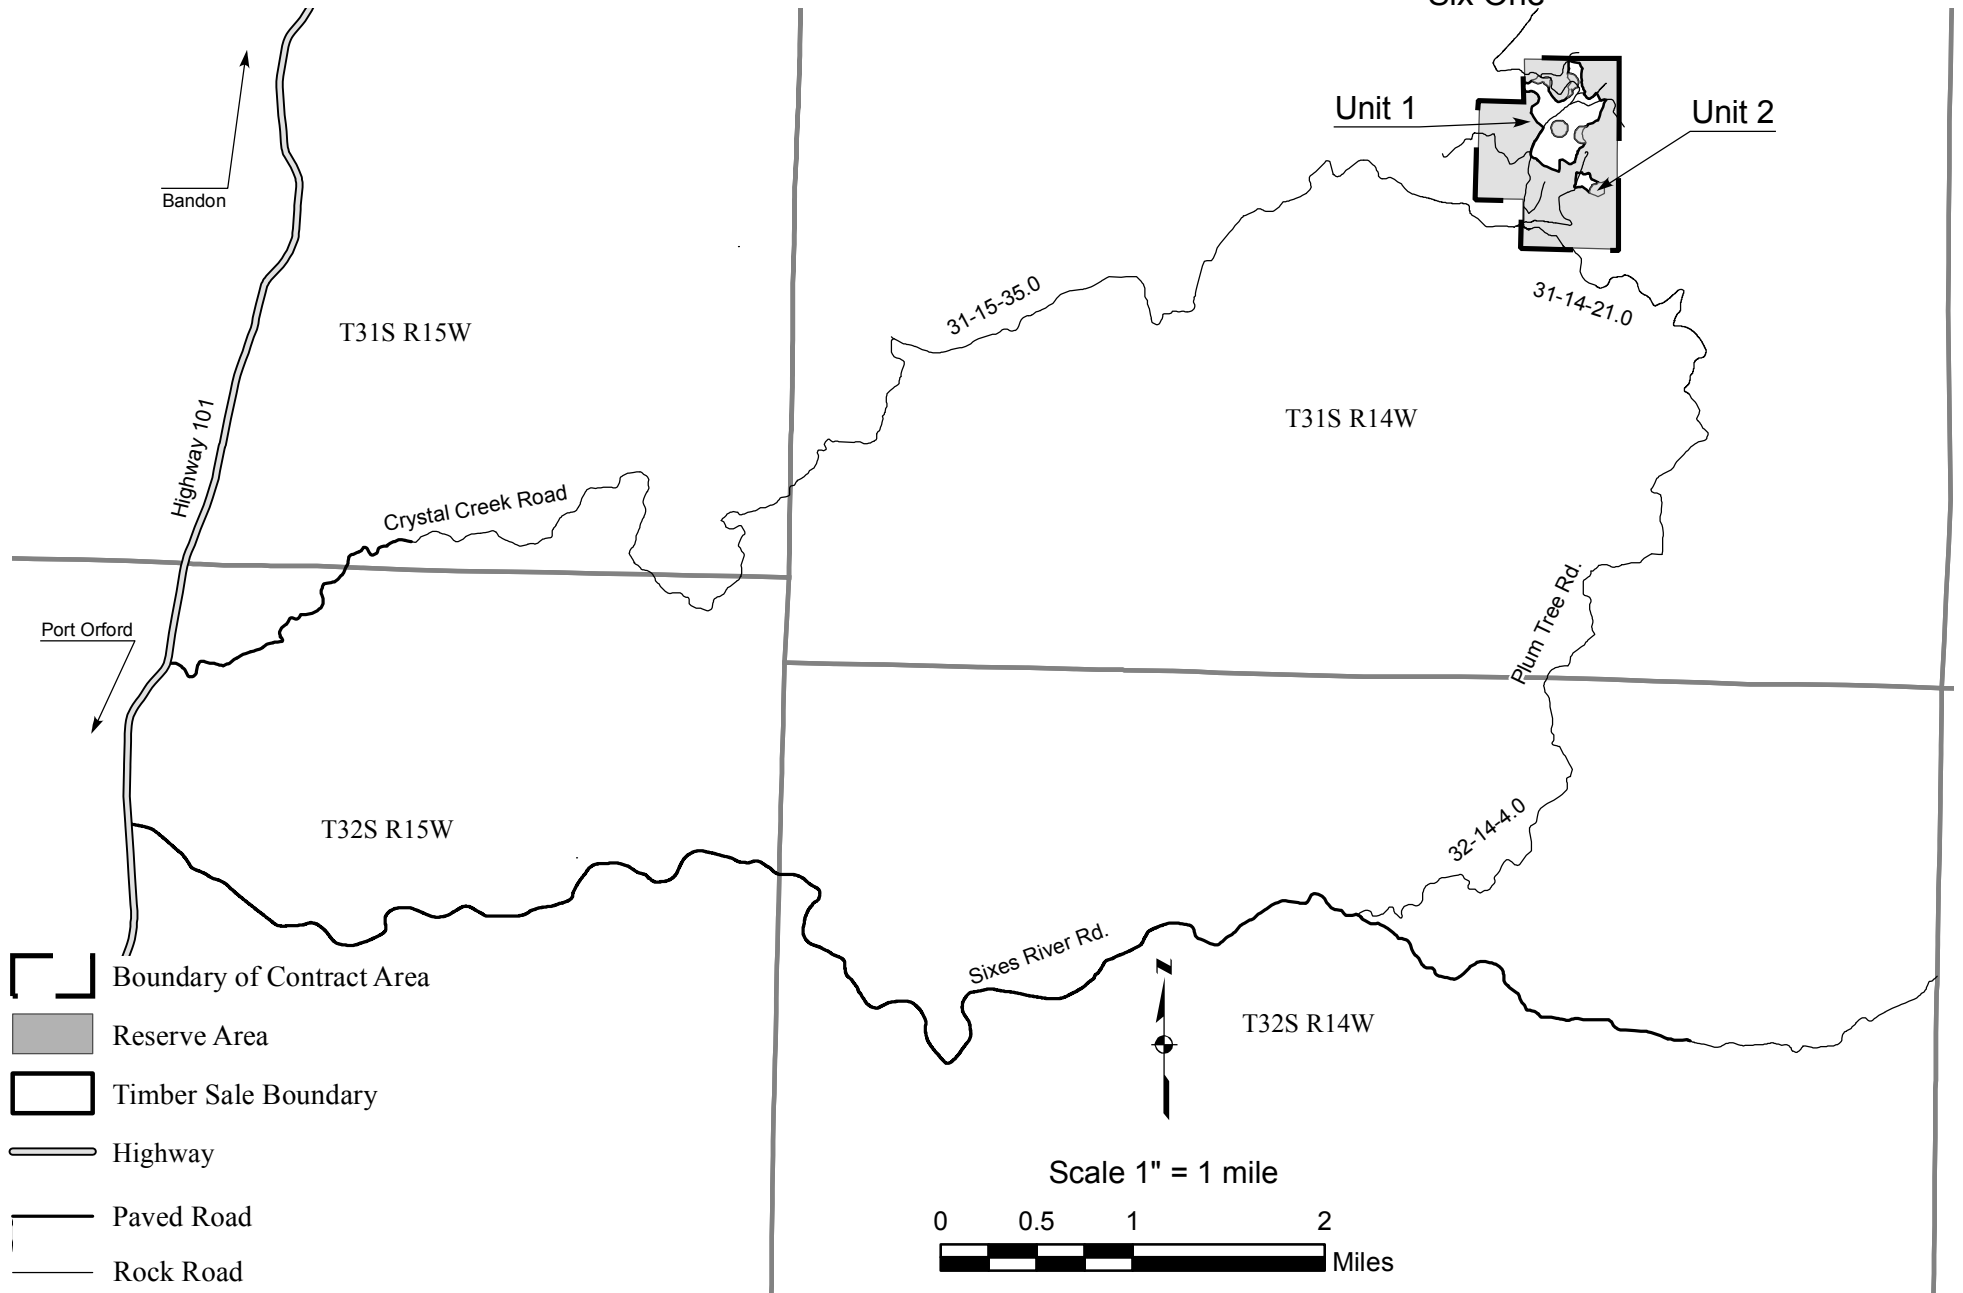 Six One
Unit 1
Unit 2
Bandon
31-15-35.0
31-14-21.0
T31S R15W
T31S R14W
Highway 101
Crystal Creek Road
Plum Tree Rd.
Port Orford
T32S R15W
32-14-4.0
Sixes River Rd.
N
T32S R14W
Boundary of Contract Area
Reserve Area
Timber Sale Boundary
Highway
Paved Road
Rock Road
Scale 1" = 1 mile
0 0.5 1 2
Miles